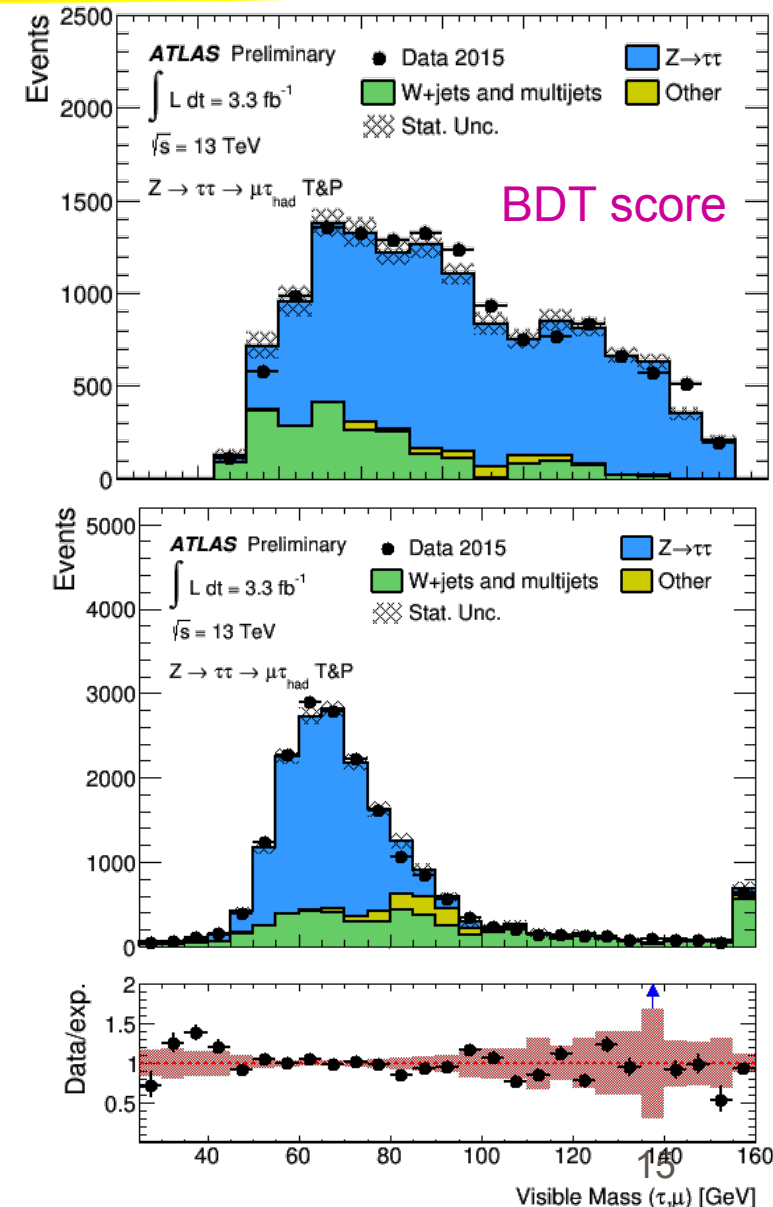 2500
2000
1500
1000
500
0
Events
ATLAS Preliminary
∫ L dt = 3.3 fb⁻¹
√s = 13 TeV
Z → ττ → μτ_had T&P
Data 2015
W+jets and multijets
Stat. Unc.
Z→ττ
Other
BDT score
5000
4000
3000
2000
1000
0
Events
ATLAS Preliminary
∫ L dt = 3.3 fb⁻¹
√s = 13 TeV
Z → ττ → μτ_had T&P
Data 2015
W+jets and multijets
Stat. Unc.
Z→ττ
Other
2
1.5
1
0.5
Data/exp.
40 60 80 100 120 140 160
15
Visible Mass (τ,μ) [GeV]